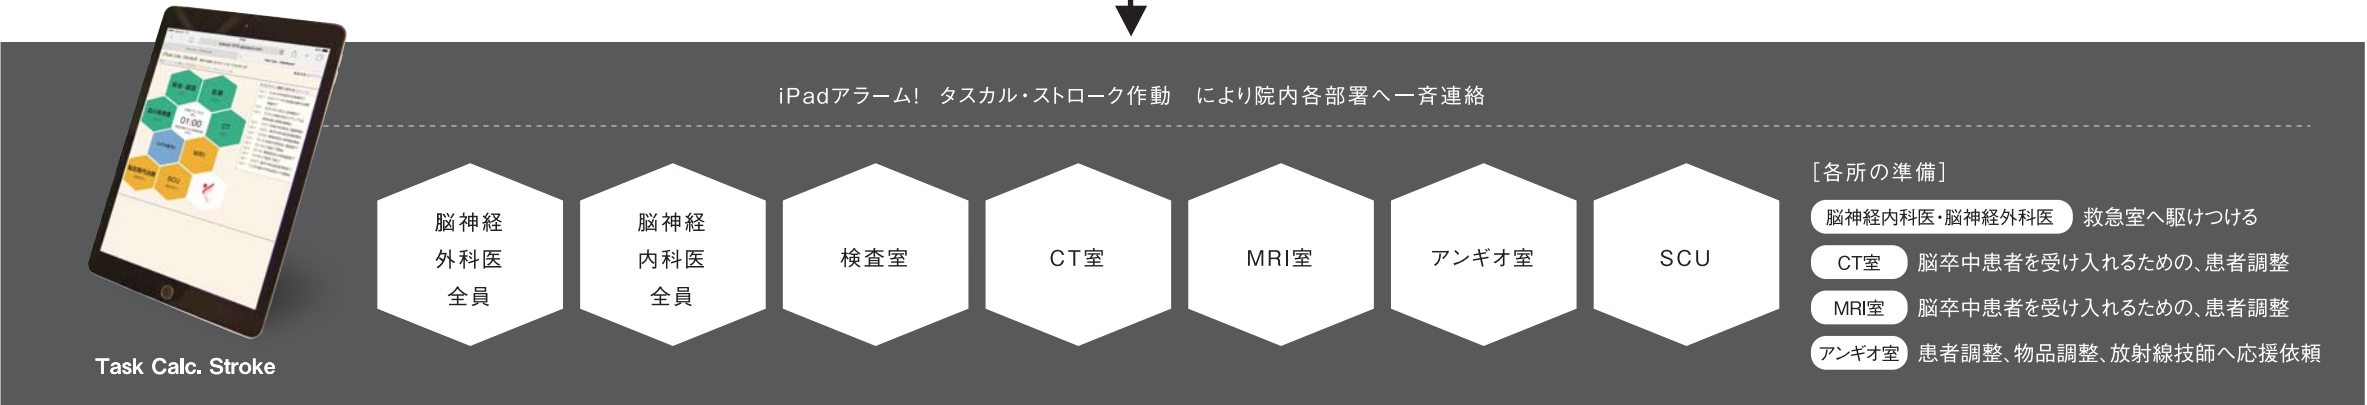 iPadアラーム！ タスカル・ストローク作動 により院内各部署へ一斉連絡
01:00
CT
MRI
SCU
Task Calc. Stroke
脳神経
外科医
全員
脳神経
内科医
全員
検査室
CT室
MRI室
アンギオ室
SCU
［各所の準備］
脳神経内科医・脳神経外科医 救急室へ駆けつける
CT室 脳卒中患者を受け入れるための、患者調整
MRI室 脳卒中患者を受け入れるための、患者調整
アンギオ室 患者調整、物品調整、放射線技師へ応援依頼